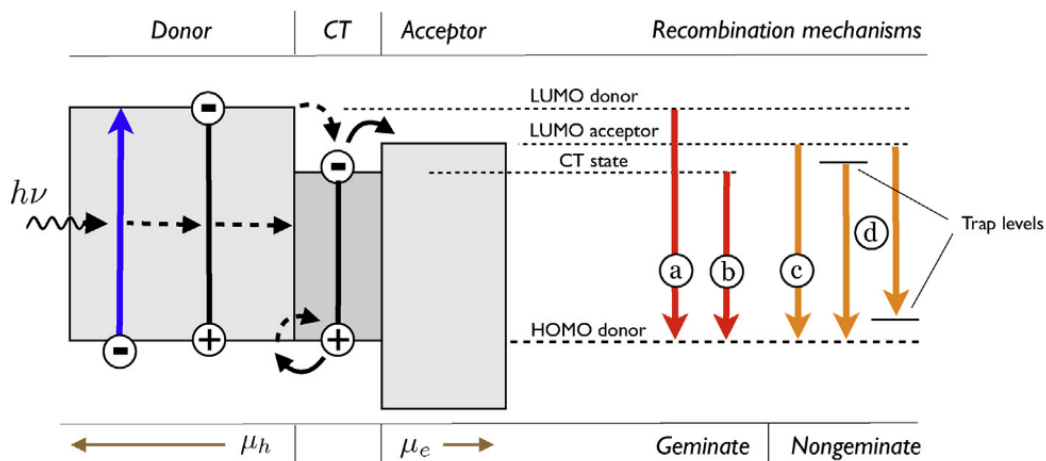 Donor CT Acceptor Recombination mechanisms
LUMO donor
LUMO acceptor
CT state
hν
Trap levels
a b c d
HOMO donor
μh μe Geminate Nongeminate